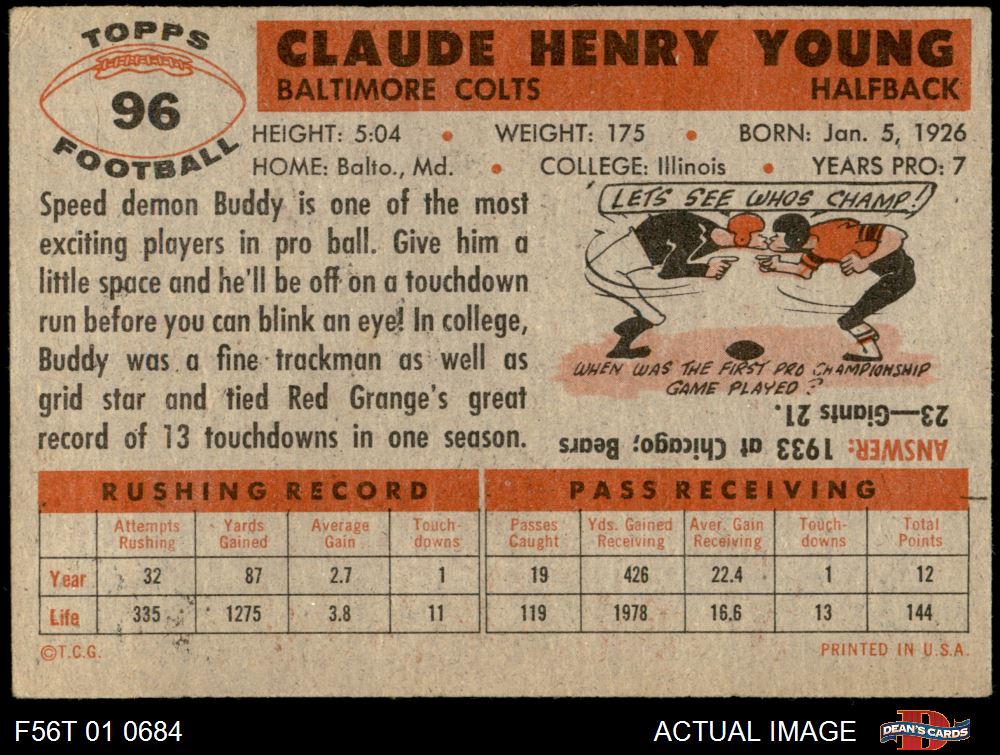 TOPPS
96
FOOTBALL
CLAUDE HENRY YOUNG
BALTIMORE COLTS HALFBACK
HEIGHT: 5:04 • WEIGHT: 175 • BORN: Jan. 5, 1926
HOME: Balto., Md. • COLLEGE: Illinois • YEARS PRO: 7
Speed demon Buddy is one of the most
exciting players in pro ball. Give him a
little space and he'll be off on a touchdown
run before you can blink an eye! In college,
Buddy was a fine trackman as well as
grid star and tied Red Grange's great
record of 13 touchdowns in one season.
LETS SEE WHOS CHAMP!
WHEN WAS THE FIRST PRO CHAMPIONSHIP
GAME PLAYED?
ANSWER: 1933 at Chicago; Bears
23—Giants 21.
RUSHING RECORD PASS RECEIVING
Attempts Rushing Yards Gained Average Gain Touch-downs Passes Caught Yds. Gained Receiving Aver. Gain Receiving Touch-downs Total Points
Year 32 87 2.7 1 19 426 22.4 1 12
Life 335 1275 3.8 11 119 1978 16.6 13 144
©T.C.G. PRINTED IN U.S.A.
F56T 01 0684 ACTUAL IMAGE DEAN'S CARDS